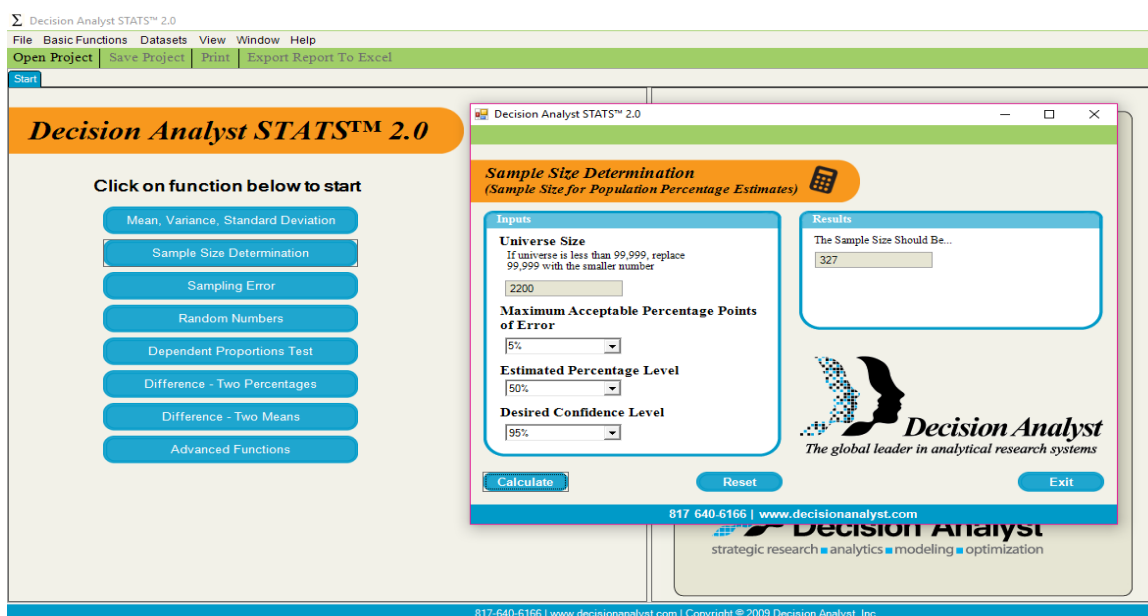 Σ Decision Analyst STATS™ 2.0
File Basic Functions Datasets View Window Help
Open Project Save Project Print Export Report To Excel
Start
Decision Analyst STATS™ 2.0
Click on function below to start
Mean, Variance, Standard Deviation
Sample Size Determination
Sampling Error
Random Numbers
Dependent Proportions Test
Difference - Two Percentages
Difference - Two Means
Advanced Functions
Decision Analyst STATS™ 2.0
Sample Size Determination
(Sample Size for Population Percentage Estimates)
Inputs
Universe Size
If universe is less than 99,999, replace
99,999 with the smaller number
2200
Maximum Acceptable Percentage Points
of Error
5%
Estimated Percentage Level
50%
Desired Confidence Level
95%
Results
The Sample Size Should Be...
327
Decision Analyst
The global leader in analytical research systems
Calculate Reset Exit
817 640-6166 | www.decisionanalyst.com
Decision Analyst
strategic research analytics modeling optimization
817-640-6166 | www.decisionanalyst.com | Copyright © 2009 Decision Analyst, Inc.